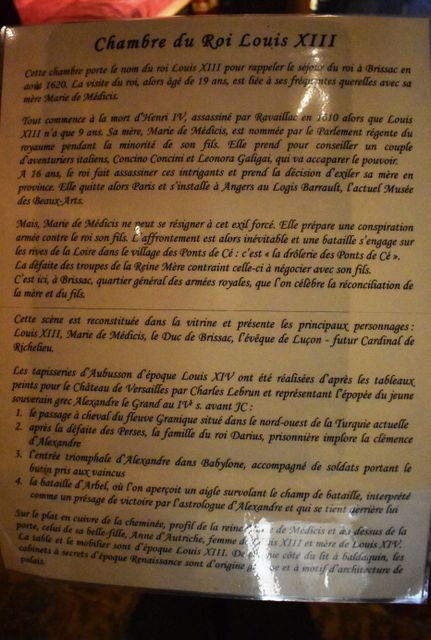 Chambre du Roi Louis XIII
Cette chambre porte le nom du roi Louis XIII pour rappeler le séjour du roi à Brissac en
août 1620. La visite du roi, alors âgé de 19 ans, est liée à ses fréquentes querelles avec sa
mère Marie de Médicis.
Tout commence à la mort d'Henri IV, assassiné par Ravaillac en 1610 alors que Louis
XIII n'a que 9 ans. Sa mère, Marie de Médicis, est nommée par le Parlement régente du
royaume pendant la minorité de son fils. Elle prend pour conseiller un couple
d'aventuriers italiens, Concino Concini et Leonora Galigai, qui va accaparer le pouvoir.
A 16 ans, le roi fait assassiner ces intrigants et prend la décision d'exiler sa mère en
province. Elle quitte alors Paris et s'installe à Angers au Logis Barrault, l'actuel Musée
des Beaux-Arts.
Mais, Marie de Médicis ne peut se résigner à cet exil forcé. Elle prépare une conspiration
armée contre le roi son fils. L'affrontement est alors inévitable et une bataille s'engage sur
les rives de la Loire dans le village des Ponts de Cé : c'est « la drôlerie des Ponts de Cé ».
La défaite des troupes de la Reine Mère contraint celle-ci à négocier avec son fils.
C'est ici, à Brissac, quartier général des armées royales, que l'on célèbre la réconciliation de
la mère et du fils.
Cette scène est reconstituée dans la vitrine et présente les principaux personnages :
Louis XIII, Marie de Médicis, le Duc de Brissac, l'évêque de Luçon - futur Cardinal de
Richelieu.
Les tapisseries d'Aubusson d'époque Louis XIV ont été réalisées d'après les tableaux
peints pour le Château de Versailles par Charles Lebrun et représentant l'épopée du jeune
souverain grec Alexandre le Grand au IVè s. avant JC :
1. le passage à cheval du fleuve Granique situé dans le nord-ouest de la Turquie actuelle
2. après la défaite des Perses, la famille du roi Darius, prisonnière implore la clémence
d'Alexandre
3. l'entrée triomphale d'Alexandre dans Babylone, accompagné de soldats portant le
butin pris aux vaincus
4. la bataille d'Arbel, où l'on aperçoit un aigle survolant le champ de bataille, interprété
comme un présage de victoire par l'astrologue d'Alexandre et qui se tient derrière lui
Sur le plat en cuivre de la cheminée, profil de la reine Marie de Médicis et au-dessus de la
porte, celui de sa belle-fille, Anne d'Autriche, femme de Louis XIII et mère de Louis XIV.
La table et le mobilier sont d'époque Louis XIII. De chaque côté du lit à baldaquin, les
cabinets à secrets d'époque Renaissance sont d'origine et à motif d'architecture de
palais.